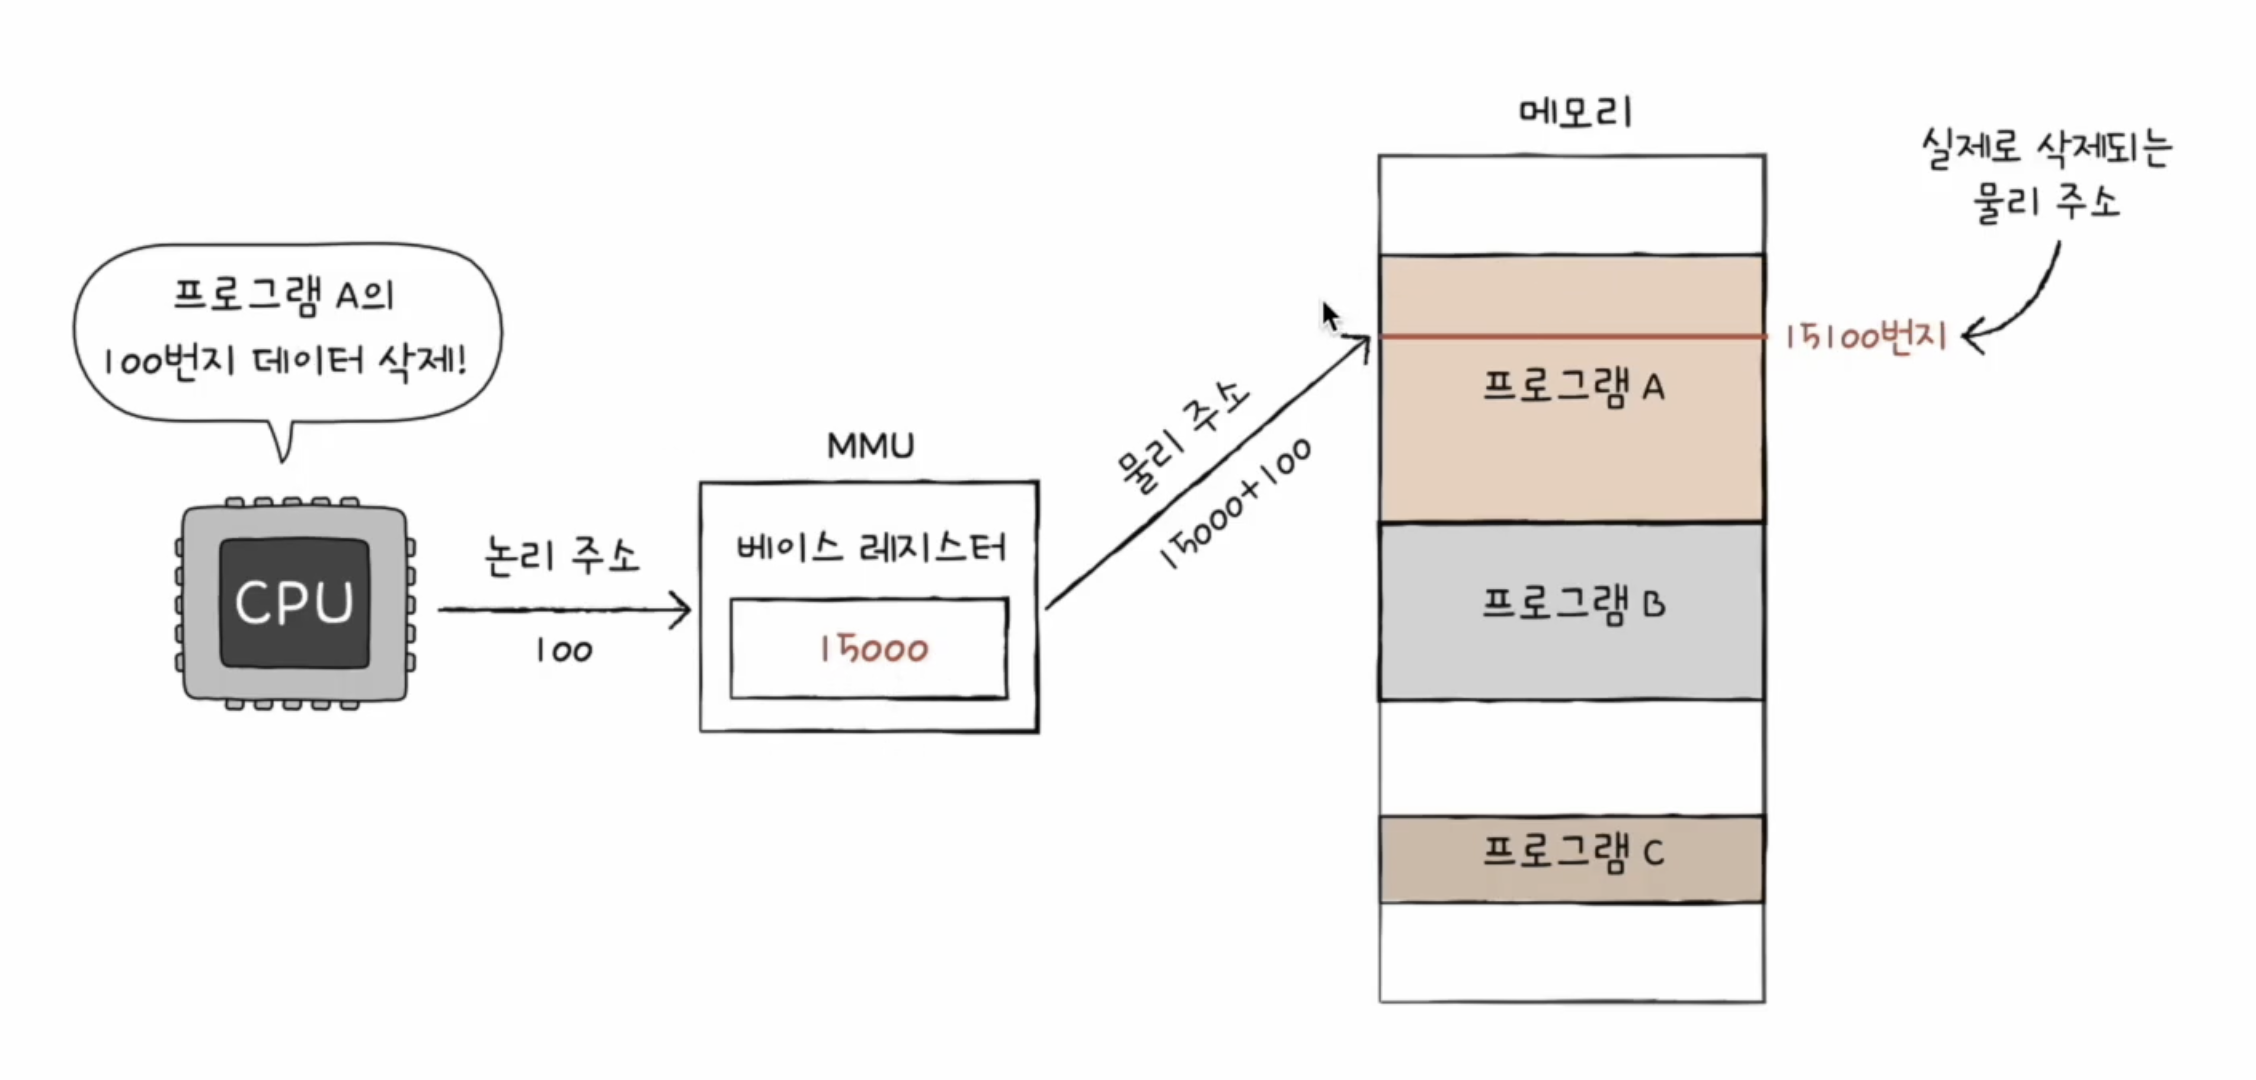 프로그램 A의
100번지 데이터 삭제!
CPU
논리 주소
100
MMU
베이스 레지스터
15000
물리 주소
15000+100
메모리
프로그램 A
프로그램 B
프로그램 C
15100번지
실제로 삭제되는
물리 주소